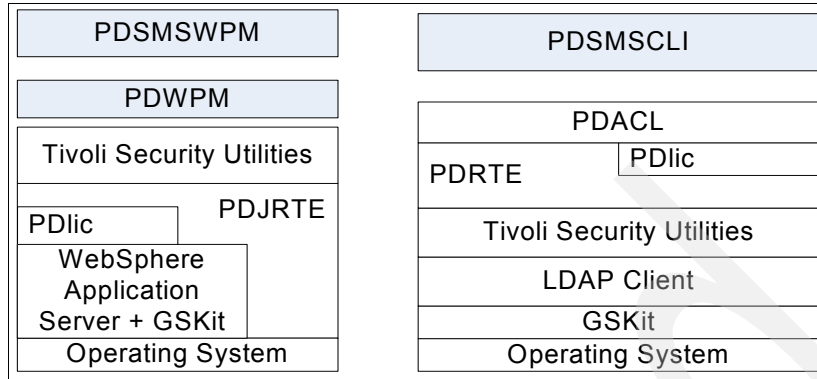 PDSMSWPM
PDWPM
Tivoli Security Utilities
PDJRTE
PDlic
WebSphere
Application
Server + GSKit
Operating System
PDSMSCLI
PDACL
PDlic
PDRTE
Tivoli Security Utilities
LDAP Client
GSKit
Operating System